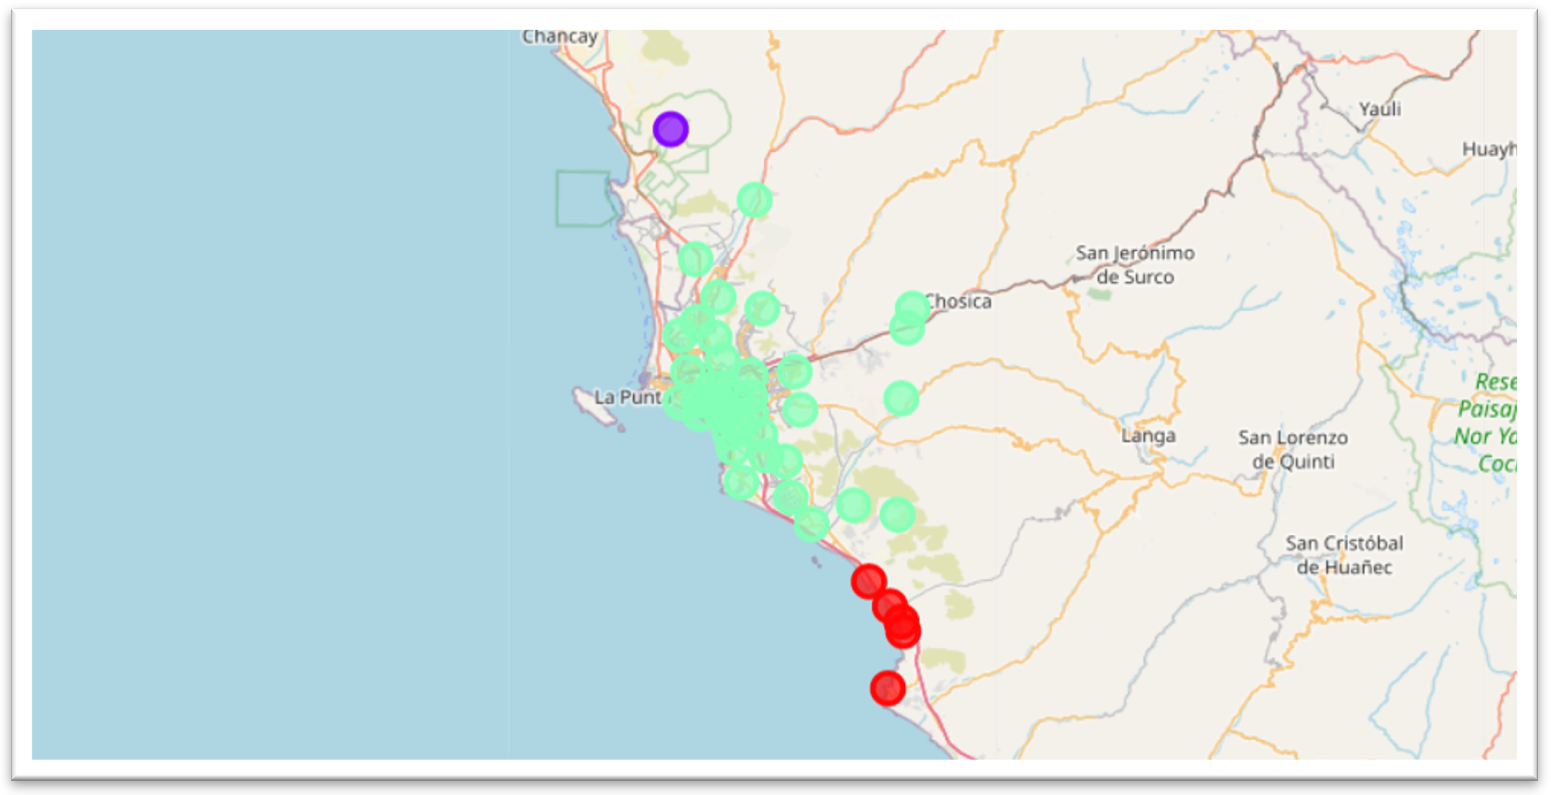 Chancay
Yauli
Huayh
San Jerónimo
de Surco
Chosica
La Punt
Rese
Paisaj
Nor Ya
Coc
Langa
San Lorenzo
de Quinti
San Cristóbal
de Huañec